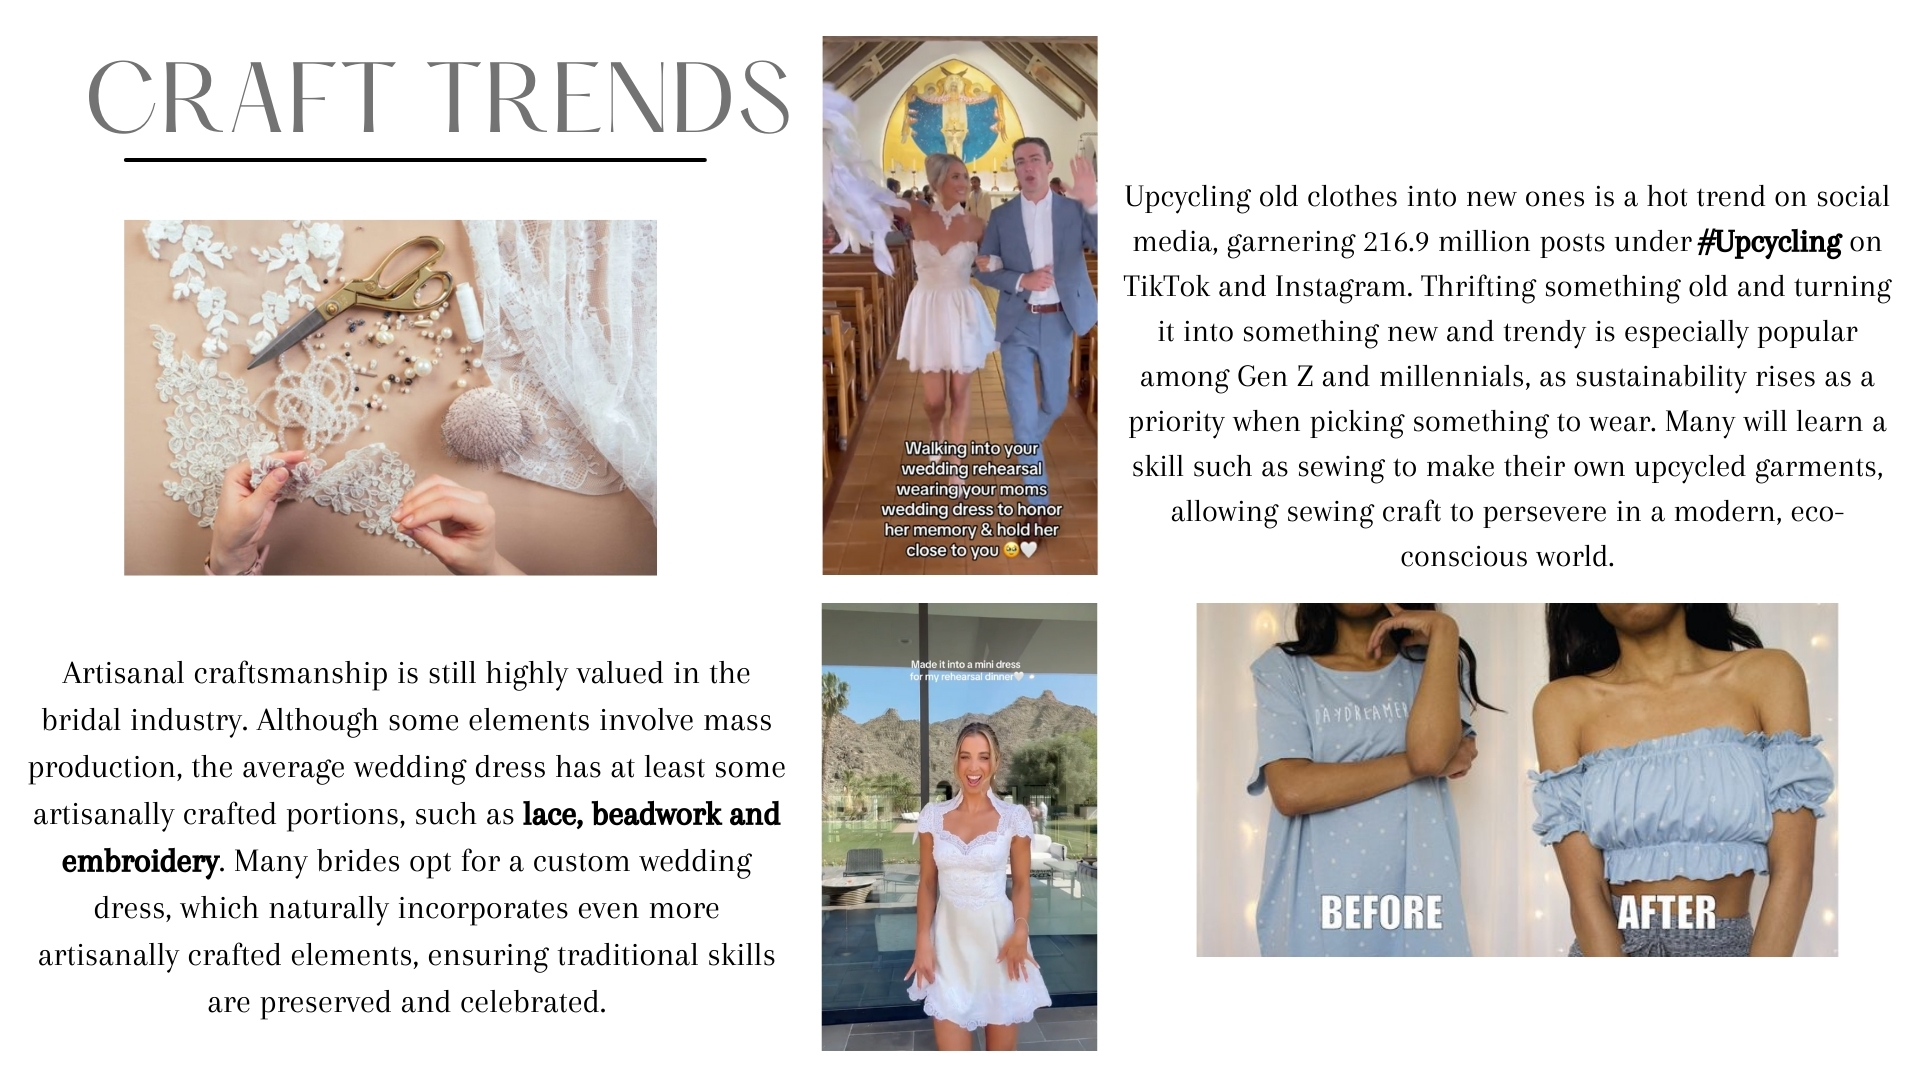 CRAFT TRENDS
Artisanal craftsmanship is still highly valued in the
bridal industry. Although some elements involve mass
production, the average wedding dress has at least some
artisanally crafted portions, such as lace, beadwork and
embroidery. Many brides opt for a custom wedding
dress, which naturally incorporates even more
artisanally crafted elements, ensuring traditional skills
are preserved and celebrated.
Walking into your
wedding rehearsal
wearing your moms
wedding dress to honor
her memory & hold her
close to you 🥹🤍
Made it into a mini dress
for my rehearsal dinner🤍
Upcycling old clothes into new ones is a hot trend on social
media, garnering 216.9 million posts under #Upcycling on
TikTok and Instagram. Thrifting something old and turning
it into something new and trendy is especially popular
among Gen Z and millennials, as sustainability rises as a
priority when picking something to wear. Many will learn a
skill such as sewing to make their own upcycled garments,
allowing sewing craft to persevere in a modern, eco-
conscious world.
DAYDREAMER
BEFORE
AFTER